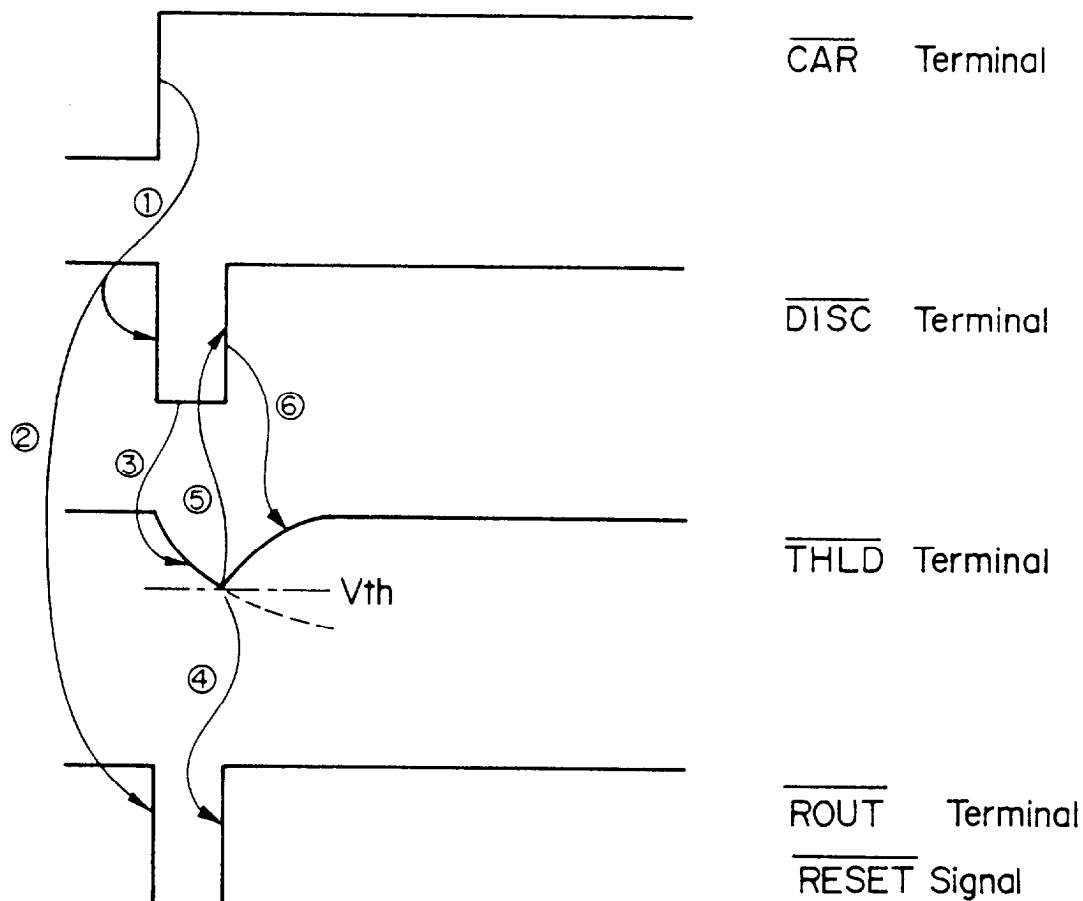 CAR Terminal
①
DISC Terminal
⑥
②
③
⑤
THLD Terminal
Vth
④
ROUT Terminal
RESET Signal